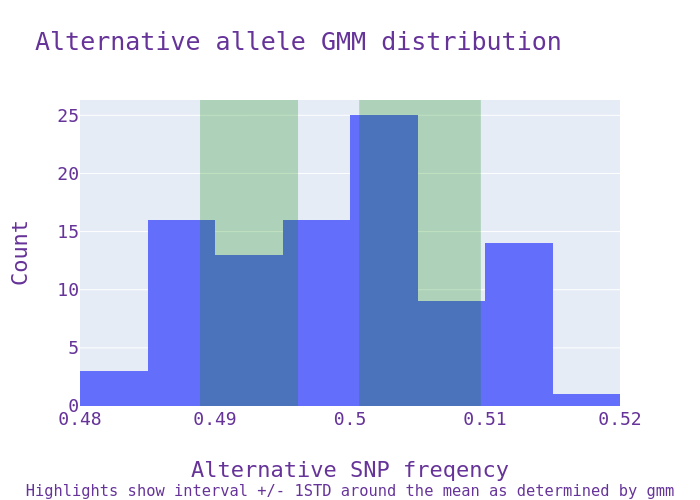 Alternative allele GMM distribution
Count
25
20
15
10
5
0
0.48 0.49 0.5 0.51 0.52
Alternative SNP freqency
Highlights show interval +/- 1STD around the mean as determined by gmm